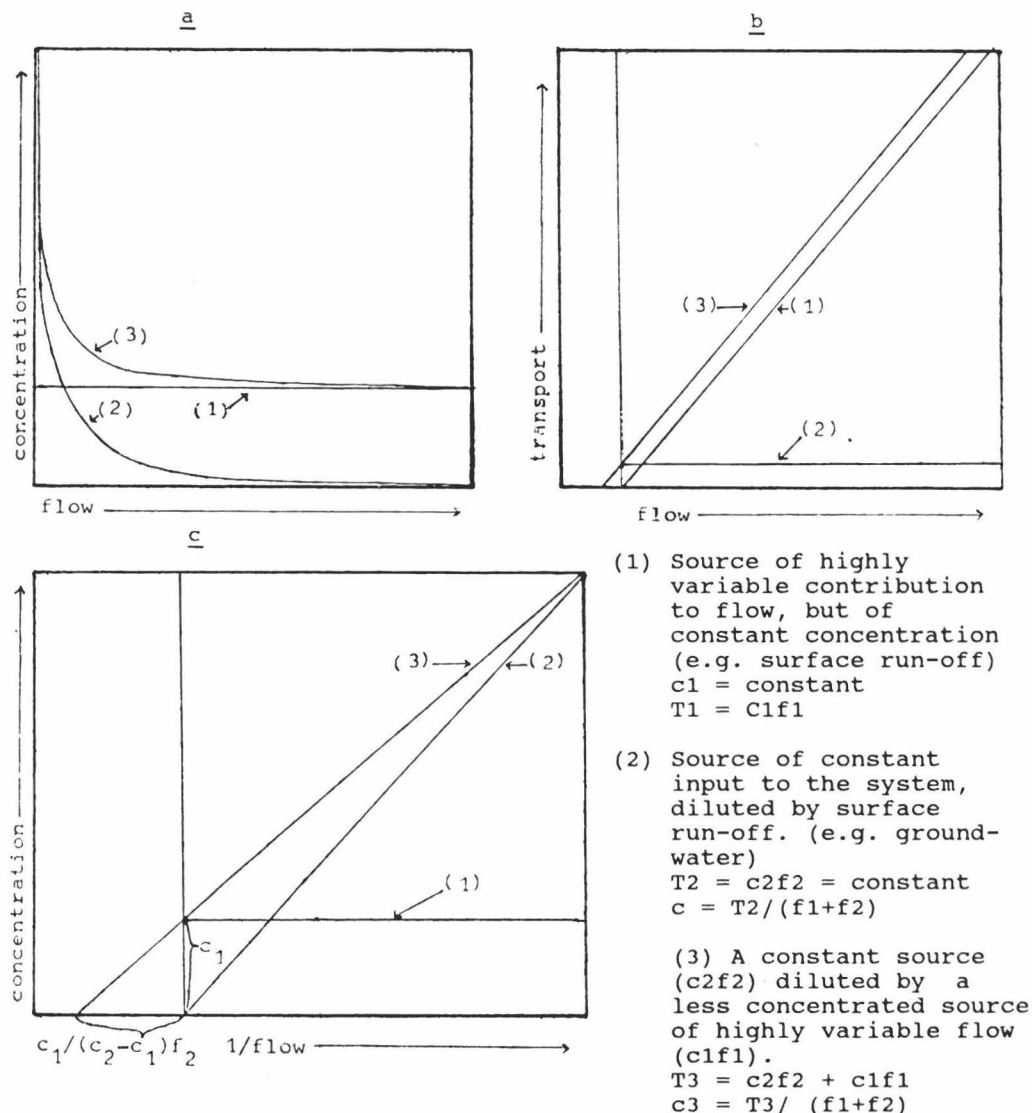 a
concentration
(3)
(1)
(2)
flow
b
transport
(3)
(1)
(2)
flow
c
concentration
(3)
(2)
(1)
c1
c1/(c2-c1)f2
1/flow
(1) Source of highly
variable contribution
to flow, but of
constant concentration
(e.g. surface run-off)
c1 = constant
T1 = C1f1
(2) Source of constant
input to the system,
diluted by surface
run-off. (e.g. ground-
water)
T2 = c2f2 = constant
c = T2/(f1+f2)
(3) A constant source
(c2f2) diluted by a
less concentrated source
of highly variable flow
(c1f1).
T3 = c2f2 + c1f1
c3 = T3/ (f1+f2)